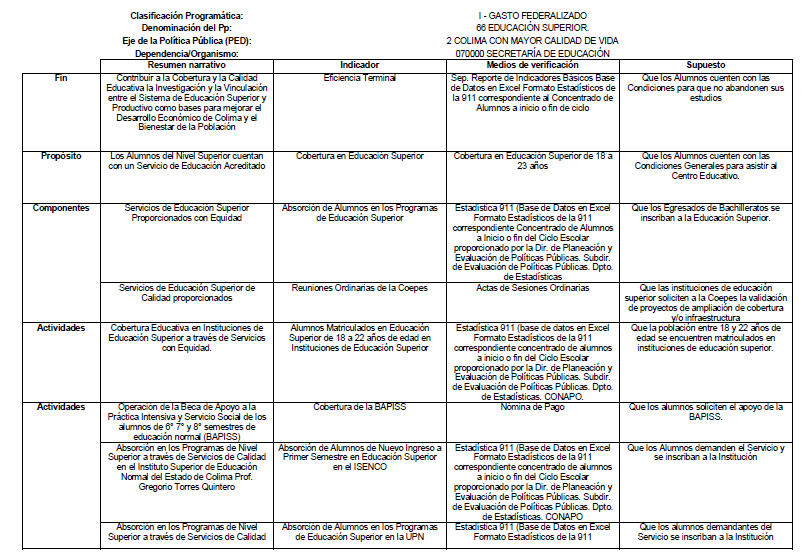 Clasificación Programática: I - GASTO FEDERALIZADO
Denominación del Pp: 66 EDUCACIÓN SUPERIOR.
Eje de la Política Pública (PED): 2 COLIMA CON MAYOR CALIDAD DE VIDA
Dependencia/Organismo: 070000 SECRETARÍA DE EDUCACIÓN
Resumen narrativo Indicador Medios de verificación Supuesto
Fin
Contribuir a la Cobertura y la Calidad
Educativa la Investigación y la Vinculación
entre el Sistema de Educación Superior y
Productivo como bases para mejorar el
Desarrollo Económico de Colima y el
Bienestar de la Población
Eficiencia Terminal
Sep. Reporte de Indicadores Básicos Base
de Datos en Excel Formato Estadísticos de
la 911 correspondiente al Concentrado de
Alumnos a inicio o fin de ciclo
Que los Alumnos cuenten con las
Condiciones para que no abandonen sus
estudios
Propósito
Los Alumnos del Nivel Superior cuentan
con un Servicio de Educación Acreditado
Cobertura en Educación Superior
Cobertura en Educación Superior de 18 a
23 años
Que los Alumnos cuenten con las
Condiciones Generales para asistir al
Centro Educativo.
Componentes
Servicios de Educación Superior
Proporcionados con Equidad
Absorción de Alumnos en los Programas
de Educación Superior
Estadística 911 (Base de Datos en Excel
Formato Estadísticos de la 911
correspondiente Concentrado de Alumnos
a Inicio o fin del Ciclo Escolar
proporcionado por la Dir. de Planeación y
Evaluación de Políticas Públicas. Subdir.
de Evaluación de Políticas Públicas. Dpto.
de Estadísticas
Que los Egresados de Bachilleratos se
inscriban a la Educación Superior.
Servicios de Educación Superior de
Calidad proporcionados
Reuniones Ordinarias de la Coepes
Actas de Sesiones Ordinarias
Que las instituciones de educación
superior soliciten a la Coepes la validación
de proyectos de ampliación de cobertura
y/o infraestructura
Actividades
Cobertura Educativa en Instituciones de
Educación Superior a través de Servicios
con Equidad.
Alumnos Matriculados en Educación
Superior de 18 a 22 años de edad en
Instituciones de Educación Superior
Estadística 911 (base de datos en Excel
Formato Estadísticos de la 911
correspondiente concentrado de alumnos
a inicio o fin del Ciclo Escolar
proporcionado por la Dir. de Planeación y
Evaluación de Políticas Públicas. Subdir.
de Evaluación de Políticas Públicas. Dpto.
de Estadísticas. CONAPO.
Que la población entre 18 y 22 años de
edad se encuentren matriculados en
instituciones de educación superior.
Actividades
Operación de la Beca de Apoyo a la
Práctica Intensiva y Servicio Social de los
alumnos de 6° 7° y 8° semestres de
educación normal (BAPISS)
Cobertura de la BAPISS
Nómina de Pago
Que los alumnos soliciten el apoyo de la
BAPISS.
Absorción en los Programas de Nivel
Superior a través de Servicios de Calidad
en el Instituto Superior de Educación
Normal del Estado de Colima Prof.
Gregorio Torres Quintero
Absorción de Alumnos de Nuevo Ingreso a
Primer Semestre en Educación Superior
en el ISENCO
Estadística 911 (Base de Datos en Excel
Formato Estadísticos de la 911
correspondiente concentrado de alumnos
a inicio o fin del Ciclo Escolar
proporcionado por la Dir. de Planeación y
Evaluación de Políticas Públicas. Subdir.
de Evaluación de Políticas Públicas. Dpto.
de Estadísticas. CONAPO
Que los Alumnos demanden el Servicio y
se inscriban a la Institución
Absorción en los Programas de Nivel
Superior a través de Servicios de Calidad
Absorción de Alumnos en los Programas
de Educación Superior en la UPN
Estadística 911 (Base de Datos en Excel
Formato Estadísticos de la 911
Que los alumnos demandantes del
Servicio se inscriban a la Institución